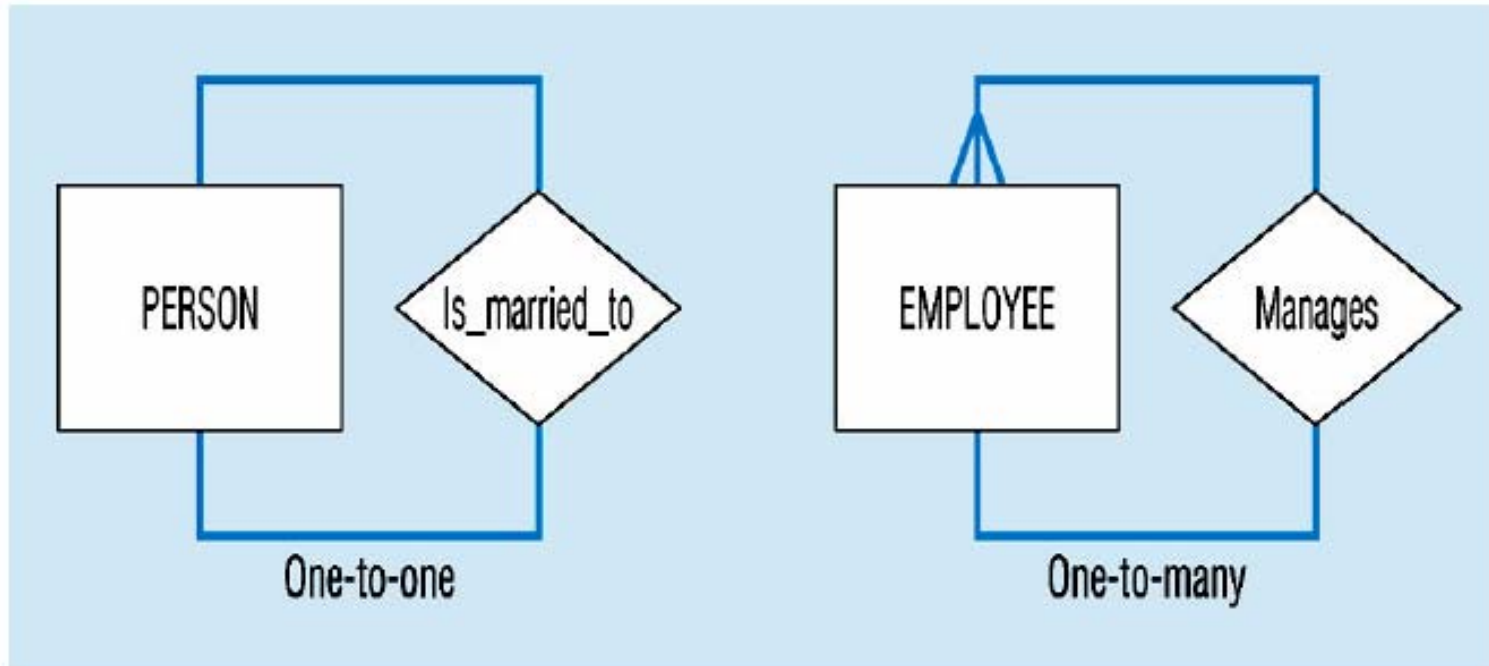 PERSON
Is_married_to
One-to-one
EMPLOYEE
Manages
One-to-many